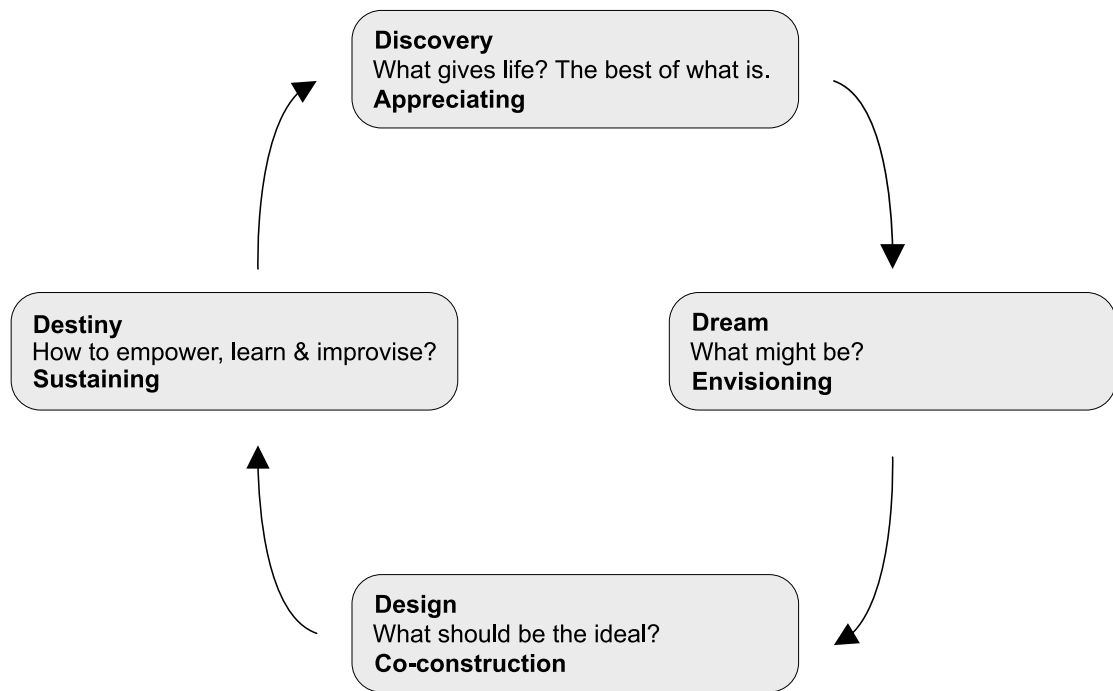 Discovery
What gives life? The best of what is.
Appreciating
Dream
What might be?
Envisioning
Design
What should be the ideal?
Co-construction
Destiny
How to empower, learn & improvise?
Sustaining